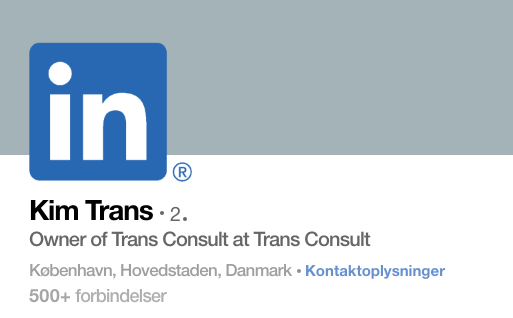 in
®
Kim Trans · 2.
Owner of Trans Consult at Trans Consult
København, Hovedstaden, Danmark • Kontaktoplysninger
500+ forbindelser